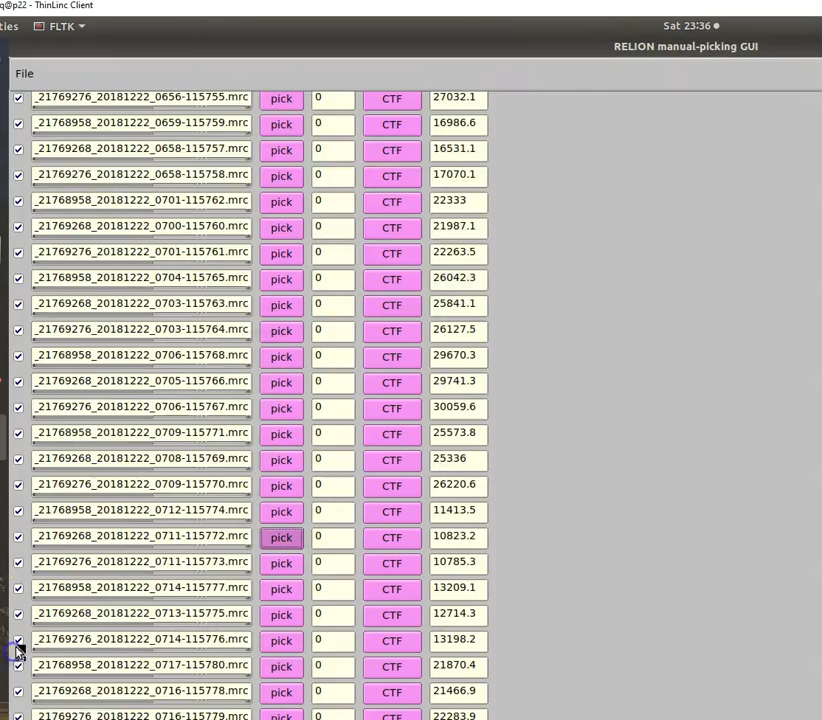 q@p22 - ThinLinc Client
ties FLTK Sat 23:36
RELION manual-picking GUI
File
_21769276_20181222_0656-115755.mrc pick 0 CTF 27032.1
_21768958_20181222_0659-115759.mrc pick 0 CTF 16986.6
_21769268_20181222_0658-115757.mrc pick 0 CTF 16531.1
_21769276_20181222_0658-115758.mrc pick 0 CTF 17070.1
_21768958_20181222_0701-115762.mrc pick 0 CTF 22333
_21769268_20181222_0700-115760.mrc pick 0 CTF 21987.1
_21769276_20181222_0701-115761.mrc pick 0 CTF 22263.5
_21768958_20181222_0704-115765.mrc pick 0 CTF 26042.3
_21769268_20181222_0703-115763.mrc pick 0 CTF 25841.1
_21769276_20181222_0703-115764.mrc pick 0 CTF 26127.5
_21768958_20181222_0706-115768.mrc pick 0 CTF 29670.3
_21769268_20181222_0705-115766.mrc pick 0 CTF 29741.3
_21769276_20181222_0706-115767.mrc pick 0 CTF 30059.6
_21768958_20181222_0709-115771.mrc pick 0 CTF 25573.8
_21769268_20181222_0708-115769.mrc pick 0 CTF 25336
_21769276_20181222_0709-115770.mrc pick 0 CTF 26220.6
_21768958_20181222_0712-115774.mrc pick 0 CTF 11413.5
_21769268_20181222_0711-115772.mrc pick 0 CTF 10823.2
_21769276_20181222_0711-115773.mrc pick 0 CTF 10785.3
_21768958_20181222_0714-115777.mrc pick 0 CTF 13209.1
_21769268_20181222_0713-115775.mrc pick 0 CTF 12714.3
_21769276_20181222_0714-115776.mrc pick 0 CTF 13198.2
_21768958_20181222_0717-115780.mrc pick 0 CTF 21870.4
_21769268_20181222_0716-115778.mrc pick 0 CTF 21466.9
_21769276_20181222_0716-115779.mrc pick 0 CTF 22283.9